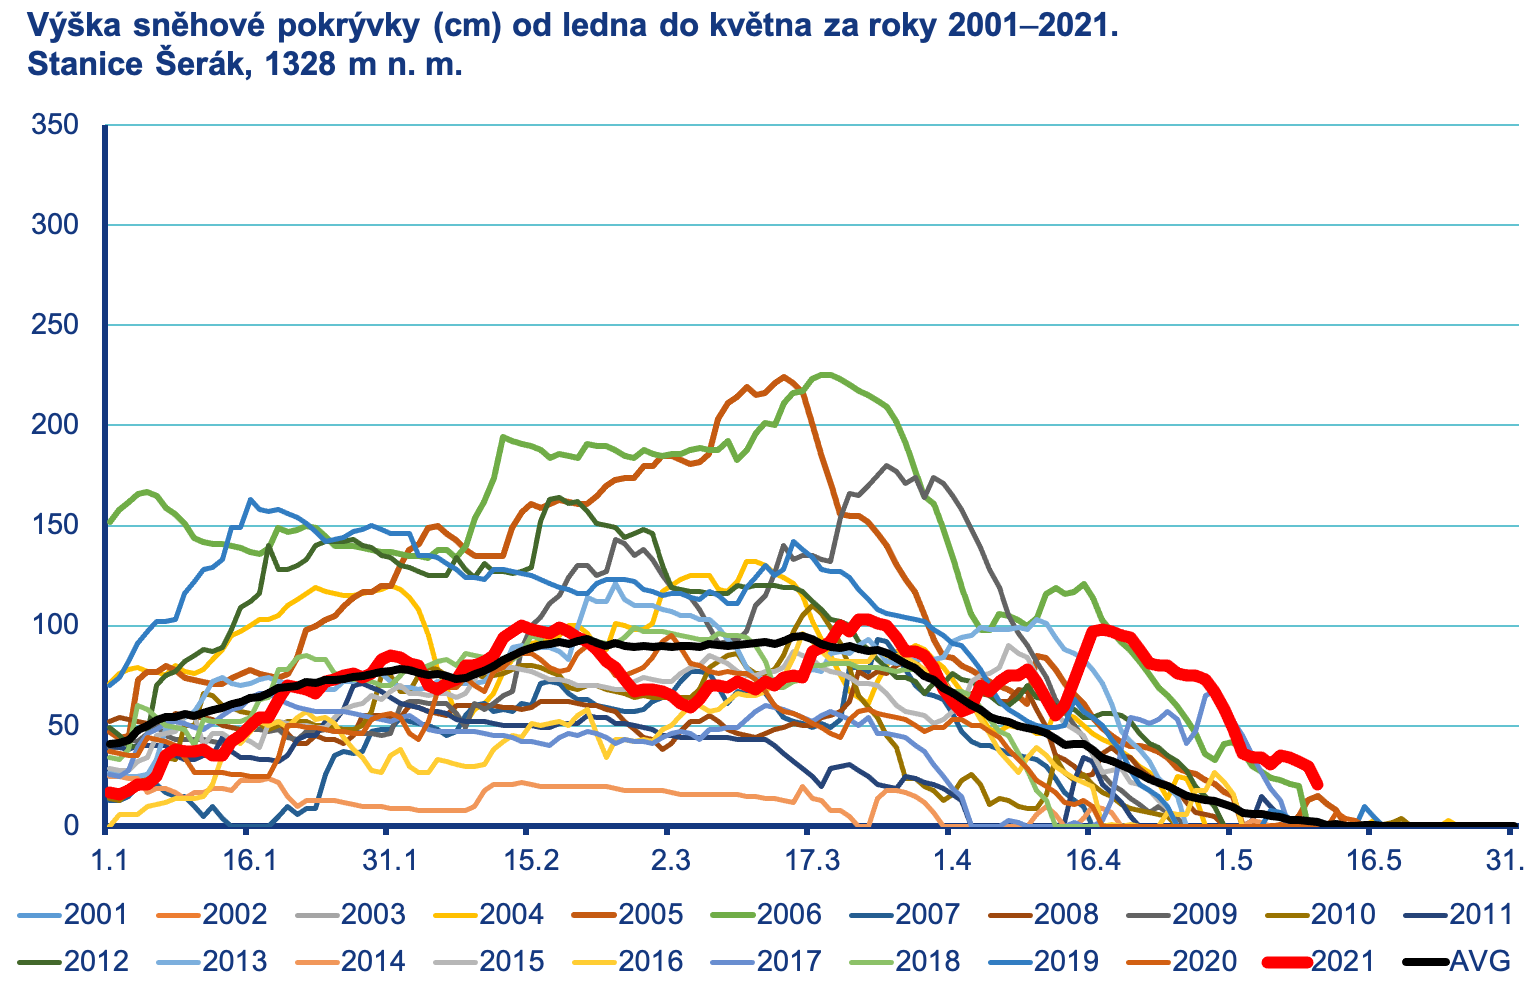 Výška sněhové pokrývky (cm) od ledna do května za roky 2001–2021.
Stanice Šerák, 1328 m n. m.
350
300
250
200
150
100
50
0
1.1 16.1 31.1 15.2 2.3 17.3 1.4 16.4 1.5 16.5 31.
2001 2002 2003 2004 2005 2006 2007 2008 2009 2010 2011
2012 2013 2014 2015 2016 2017 2018 2019 2020 2021 AVG